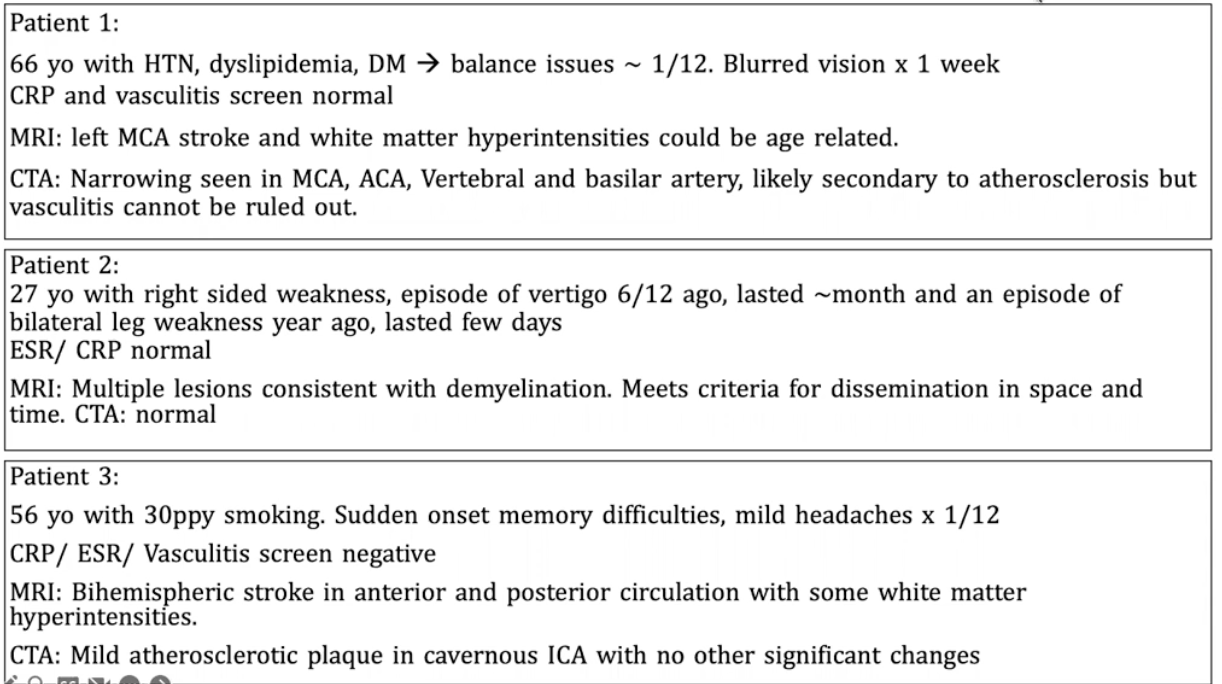 Patient 1:
66 yo with HTN, dyslipidemia, DM → balance issues ~ 1/12. Blurred vision x 1 week
CRP and vasculitis screen normal
MRI: left MCA stroke and white matter hyperintensities could be age related.
CTA: Narrowing seen in MCA, ACA, Vertebral and basilar artery, likely secondary to atherosclerosis but
vasculitis cannot be ruled out.
Patient 2:
27 yo with right sided weakness, episode of vertigo 6/12 ago, lasted ~month and an episode of
bilateral leg weakness year ago, lasted few days
ESR/ CRP normal
MRI: Multiple lesions consistent with demyelination. Meets criteria for dissemination in space and
time. CTA: normal
Patient 3:
56 yo with 30ppy smoking. Sudden onset memory difficulties, mild headaches x 1/12
CRP/ ESR/ Vasculitis screen negative
MRI: Bihemispheric stroke in anterior and posterior circulation with some white matter
hyperintensities.
CTA: Mild atherosclerotic plaque in cavernous ICA with no other significant changes